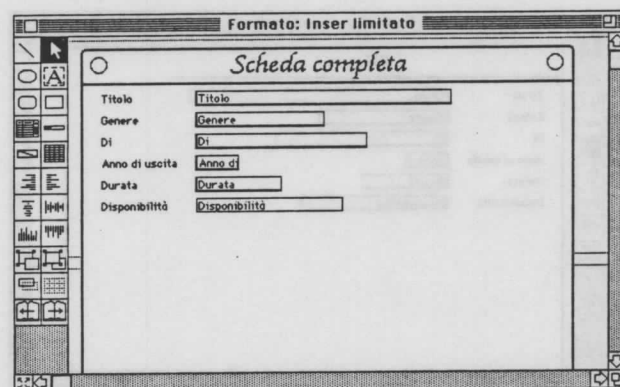 Formato: Inser limitato
Scheda completa
Titolo Titolo
Genere Genere
Di Di
Anno di uscita Anno di
Durata Durata
Disponibilità Disponibilità